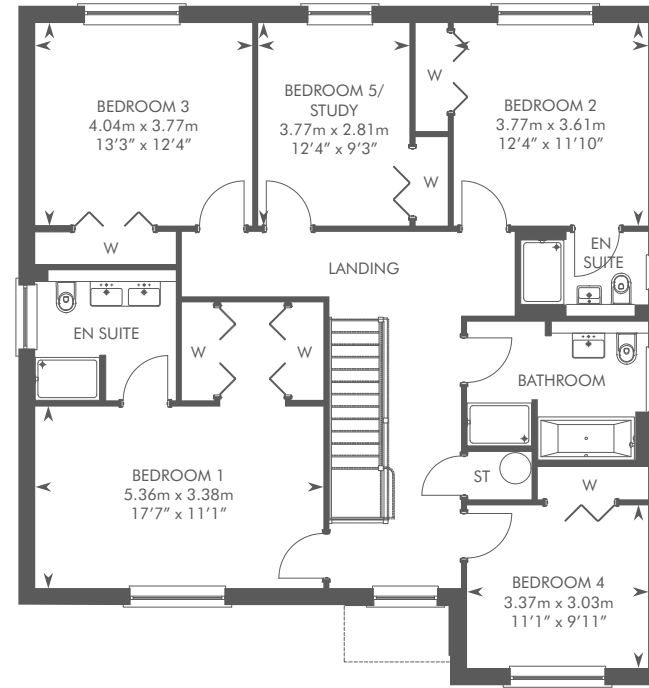 BEDROOM 3
4.04m x 3.77m
13’3” x 12’4”
BEDROOM 5/
STUDY
3.77m x 2.81m
12’4” x 9’3”
W
BEDROOM 2
3.77m x 3.61m
12’4” x 11’10”
W
W
LANDING
EN
SUITE
EN SUITE
W
W
BATHROOM
BEDROOM 1
5.36m x 3.38m
17’7” x 11’1”
ST
W
BEDROOM 4
3.37m x 3.03m
11’1” x 9’11”